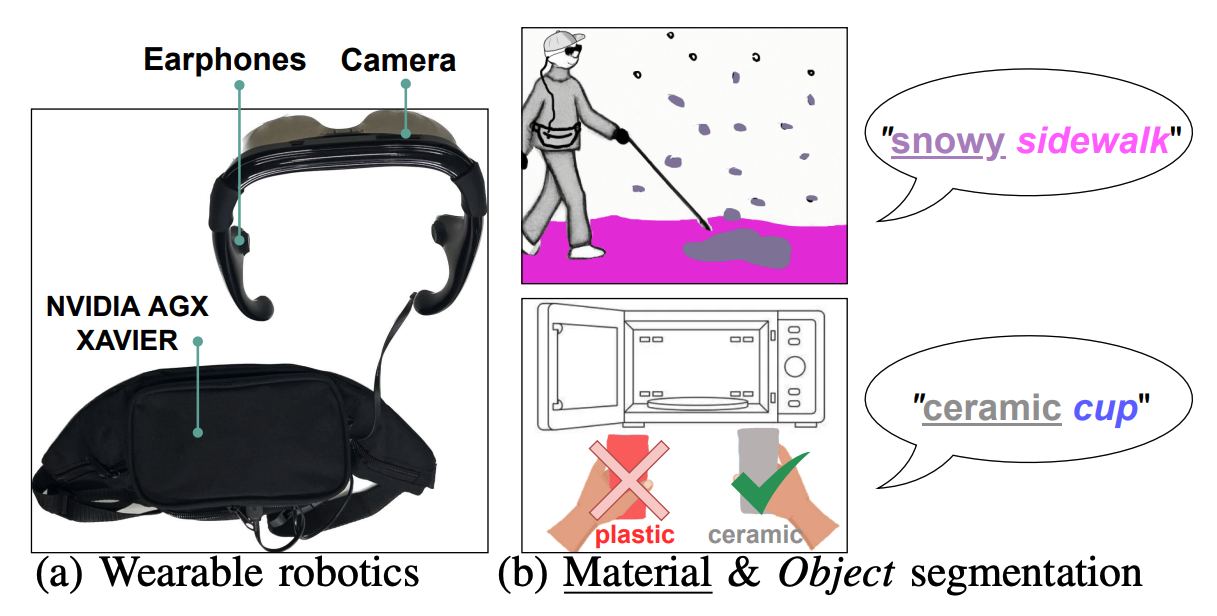 Earphones
Camera
NVIDIA AGX
XAVIER
"snowy sidewalk"
"ceramic cup"
plastic
ceramic
(a) Wearable robotics
(b) Material & Object segmentation